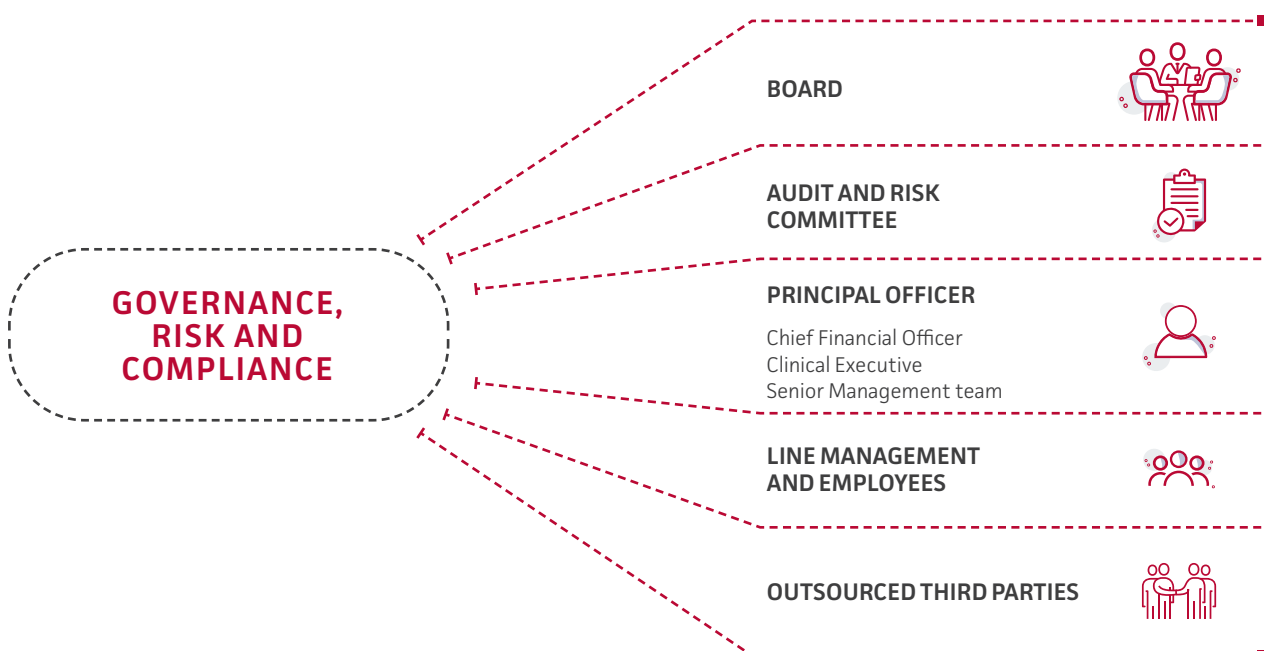 GOVERNANCE,
RISK AND
COMPLIANCE
BOARD
AUDIT AND RISK
COMMITTEE
PRINCIPAL OFFICER
Chief Financial Officer
Clinical Executive
Senior Management team
LINE MANAGEMENT
AND EMPLOYEES
OUTSOURCED THIRD PARTIES